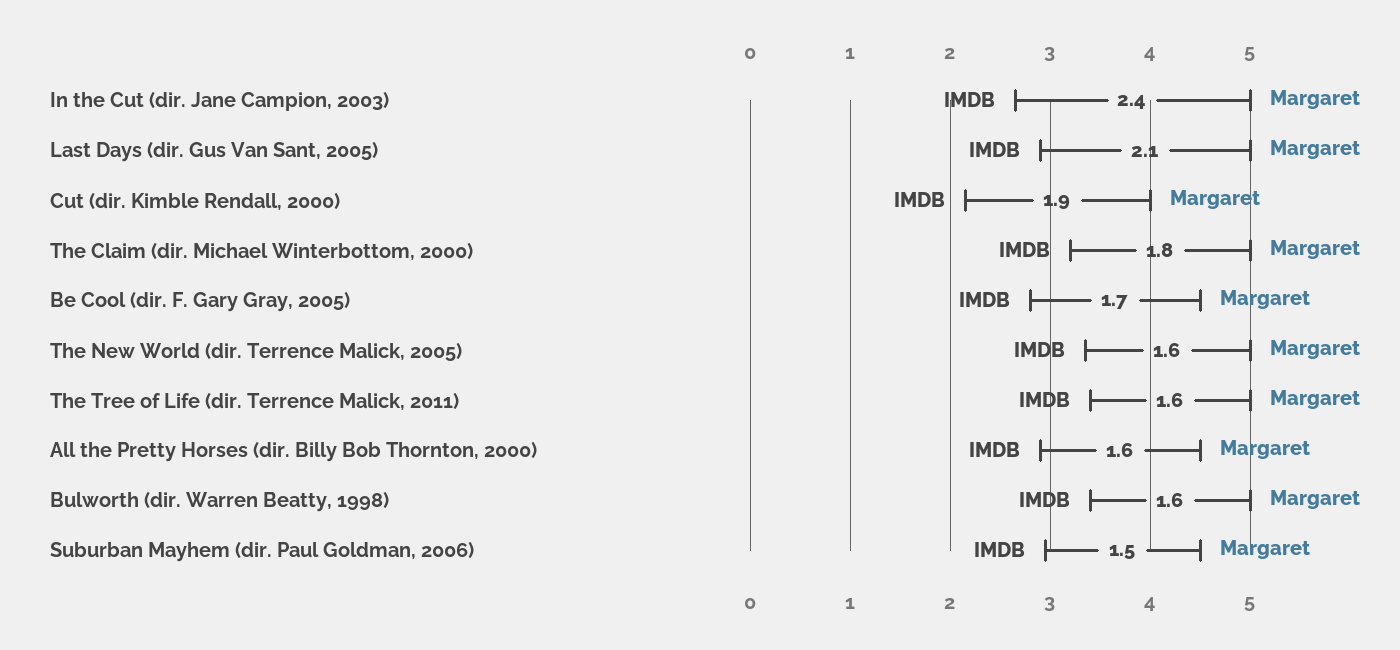 0 1 2 3 4 5
In the Cut (dir. Jane Campion, 2003) IMDB 2.4 Margaret
Last Days (dir. Gus Van Sant, 2005) IMDB 2.1 Margaret
Cut (dir. Kimble Rendall, 2000) IMDB 1.9 Margaret
The Claim (dir. Michael Winterbottom, 2000) IMDB 1.8 Margaret
Be Cool (dir. F. Gary Gray, 2005) IMDB 1.7 Margaret
The New World (dir. Terrence Malick, 2005) IMDB 1.6 Margaret
The Tree of Life (dir. Terrence Malick, 2011) IMDB 1.6 Margaret
All the Pretty Horses (dir. Billy Bob Thornton, 2000) IMDB 1.6 Margaret
Bulworth (dir. Warren Beatty, 1998) IMDB 1.6 Margaret
Suburban Mayhem (dir. Paul Goldman, 2006) IMDB 1.5 Margaret
0 1 2 3 4 5